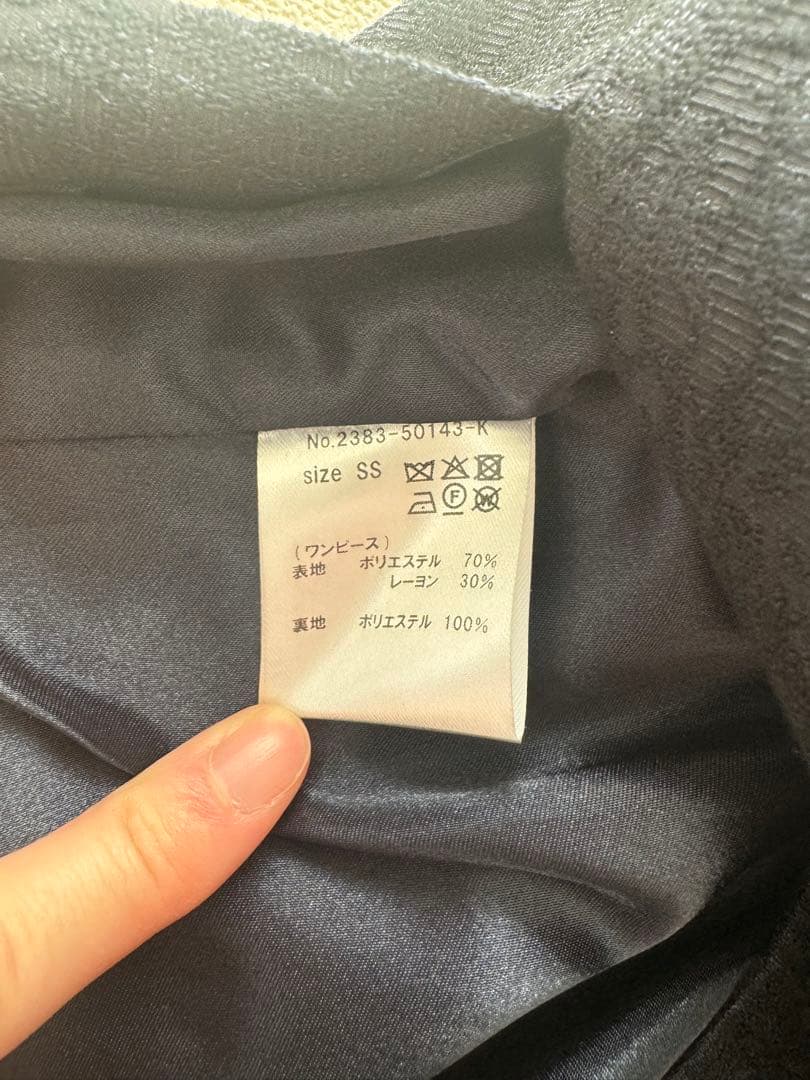 No.2383-50143-K
size SS
F
W
(ワンピース)
表地 ポリエステル 70%
レーヨン 30%
裏地 ポリエステル 100%